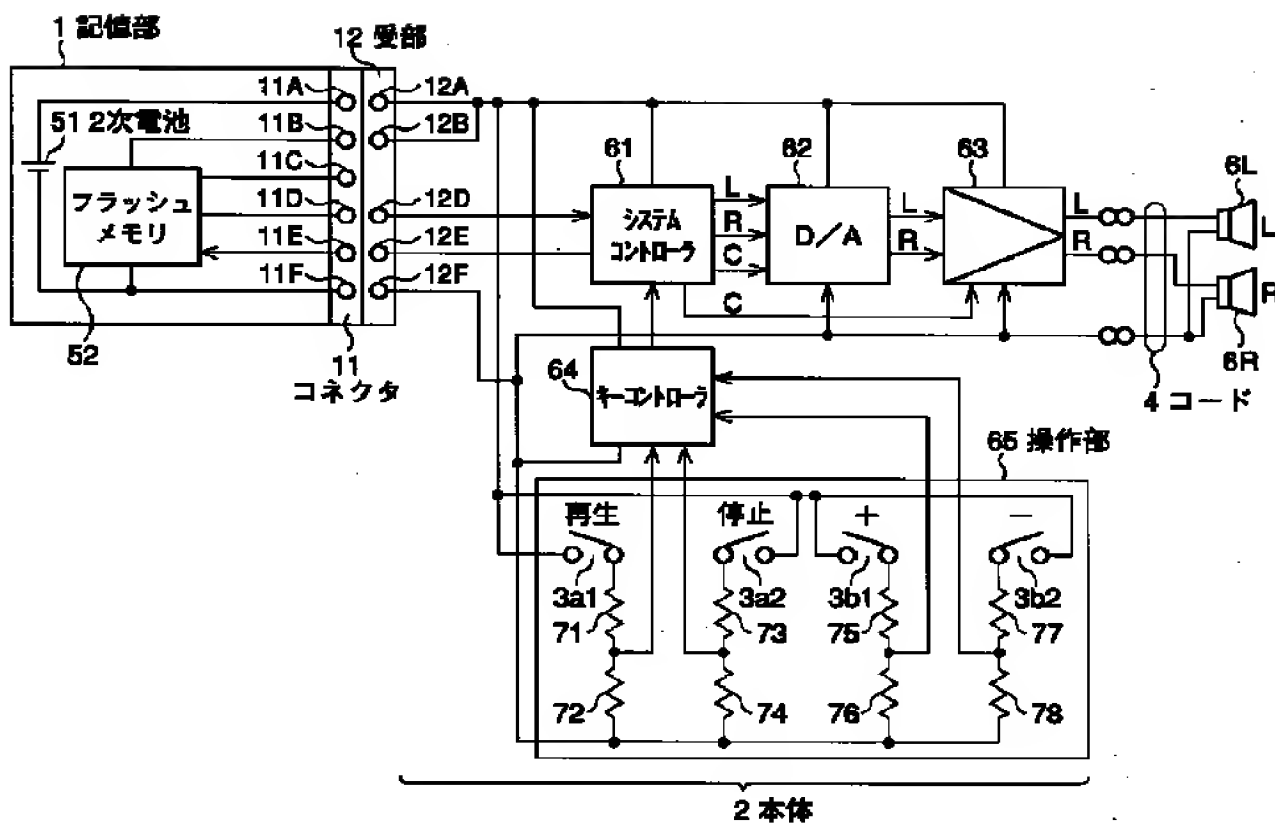 1 記憶部
12 受部
11A
12A
51 2次電池
11B
12B
11C
フラッシュ
メモリ
11D
12D
11E
12E
11F
12F
52
11
コネクタ
61
システム
コントローラ
L
R
C
C
62
D/A
L
R
63
L
R
6L
L
R
6R
4 コード
64
キーコントローラ
65 操作部
再生
停止
+
-
3a1
3a2
3b1
3b2
71
73
75
77
72
74
76
78
2 本体